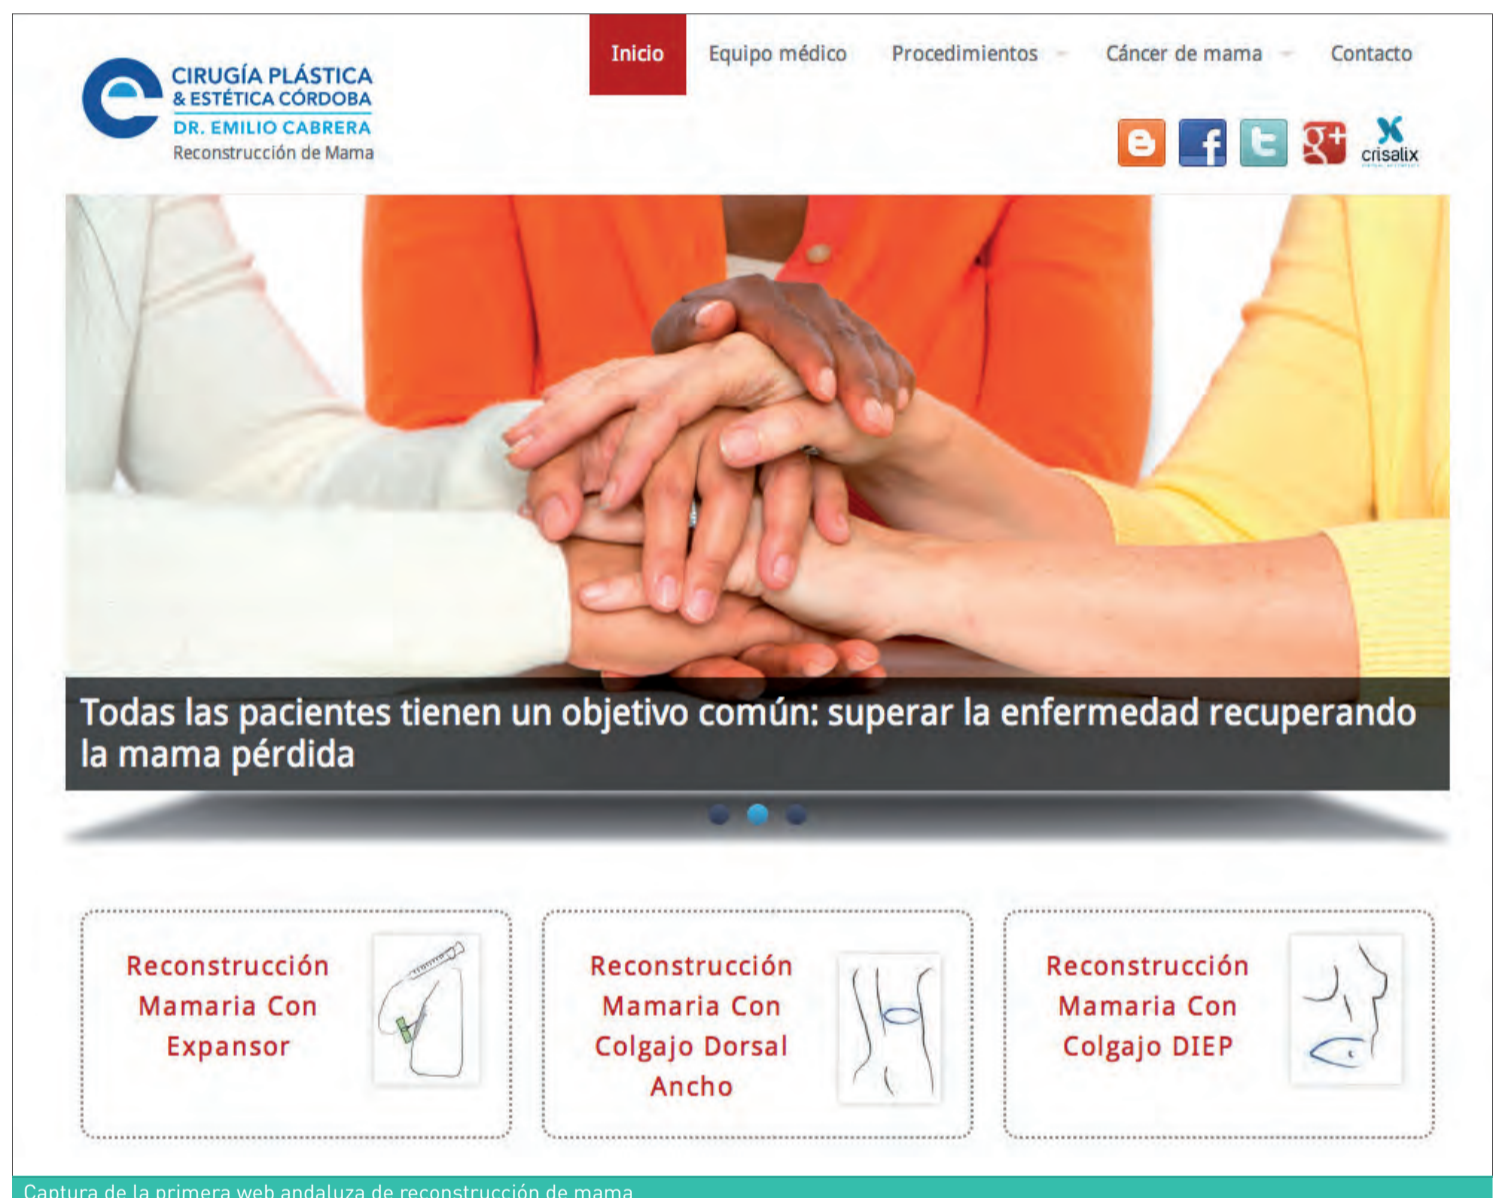 CIRUGÍA PLÁSTICA
& ESTÉTICA CÓRDOBA
DR. EMILIO CABRERA
Reconstrucción de Mama
Inicio
Equipo médico
Procedimientos
Cáncer de mama
Contacto
crisalix
Todas las pacientes tienen un objetivo común: superar la enfermedad recuperando
la mama pérdida
Reconstrucción
Mamaria Con
Expansor
Reconstrucción
Mamaria Con
Colgajo Dorsal
Ancho
Reconstrucción
Mamaria Con
Colgajo DIEP
Captura de la primera web andaluza de reconstrucción de mama